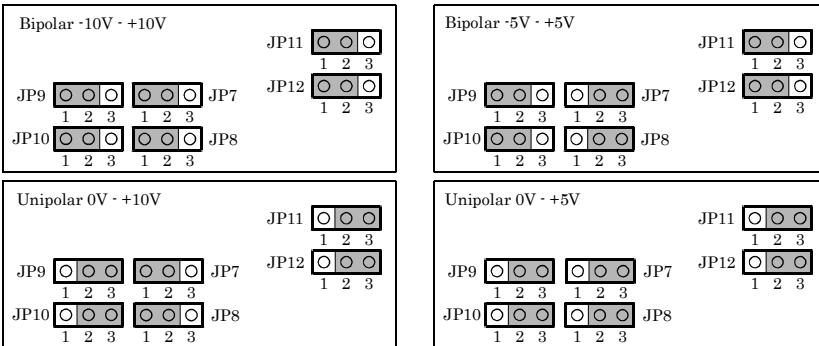 Bipolar -10V - +10V
JP11
1 2 3
JP12
1 2 3
JP9
1 2 3
JP7
1 2 3
JP10
1 2 3
JP8
1 2 3
Bipolar -5V - +5V
JP11
1 2 3
JP12
1 2 3
JP9
1 2 3
JP7
1 2 3
JP10
1 2 3
JP8
1 2 3
Unipolar 0V - +10V
JP11
1 2 3
JP12
1 2 3
JP9
1 2 3
JP7
1 2 3
JP10
1 2 3
JP8
1 2 3
Unipolar 0V - +5V
JP11
1 2 3
JP12
1 2 3
JP9
1 2 3
JP7
1 2 3
JP10
1 2 3
JP8
1 2 3